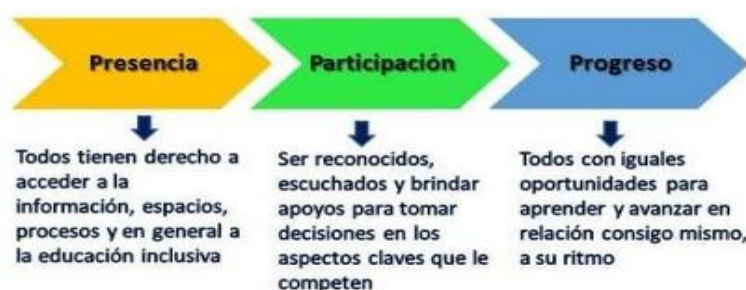 Presencia
Participación
Progreso
Todos tienen derecho a
acceder a la
información, espacios,
procesos y en general a
la educación inclusiva
Ser reconocidos,
escuchados y brindar
apoyos para tomar
decisiones en los
aspectos claves que le
competen
Todos con iguales
oportunidades para
aprender y avanzar en
relación consigo mismo,
a su ritmo